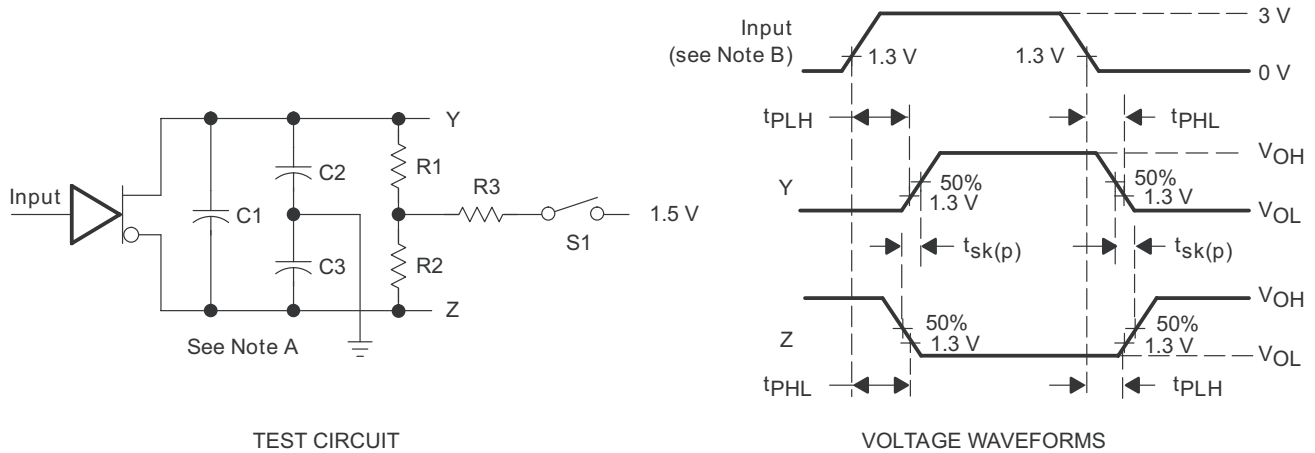 Input
Y
C1
C2
C3
R1
R2
R3
S1
1.5 V
Z
See Note A
TEST CIRCUIT
Input
(see Note B)
1.3 V
1.3 V
3 V
0 V
tPLH
tPHL
Y
50%
1.3 V
50%
1.3 V
VOH
VOL
tsk(p)
tsk(p)
Z
50%
1.3 V
50%
1.3 V
VOH
VOL
tPHL
tPLH
VOLTAGE WAVEFORMS